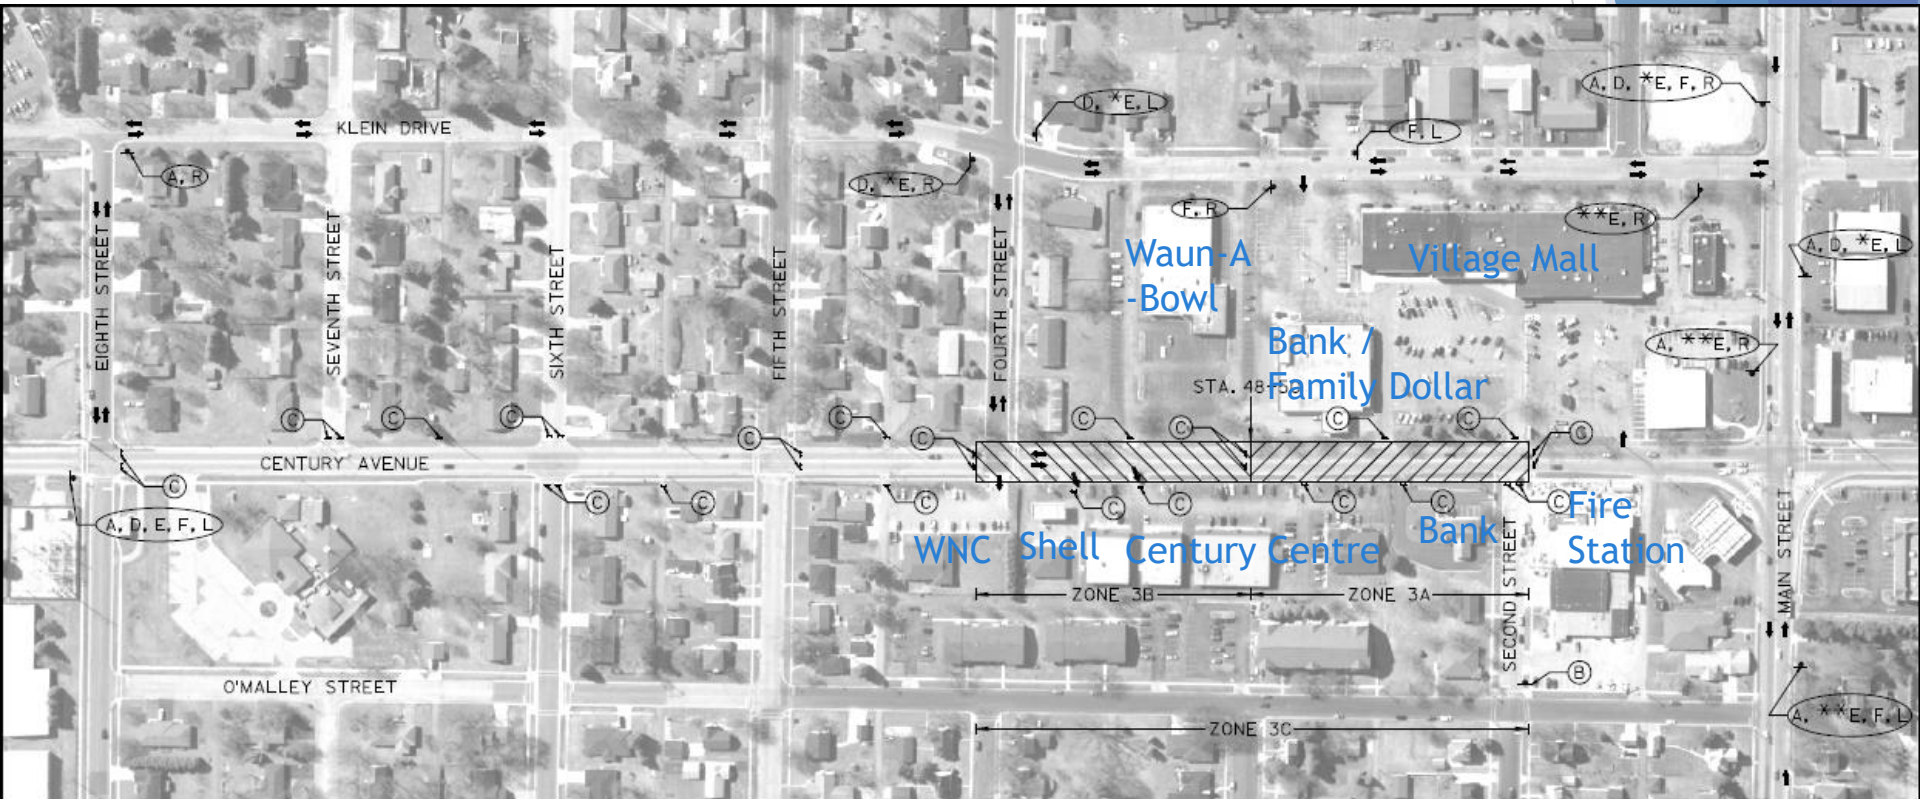 A, D, *E, F, R
D, *E, L
F, L
KLEIN DRIVE
A, R
D, *E, R
F, R
**E, R
A, D, *E, L
EIGHTH STREET
SEVENTH STREET
SIXTH STREET
FIFTH STREET
FOURTH STREET
Waun-A
-Bowl
Village Mall
Bank /
Family Dollar
STA. 48+50
A, **E, R
C
C
C
C
C
C
C
C
C
C
C
CENTURY AVENUE
C
C
C
C
C
C
C
C
C
A, D, E, F, L
WNC
Shell
Century Centre
Bank
Fire
Station
SECOND STREET
MAIN STREET
ZONE 3B
ZONE 3A
O'MALLEY STREET
B
A, **E, F, L
ZONE 3C